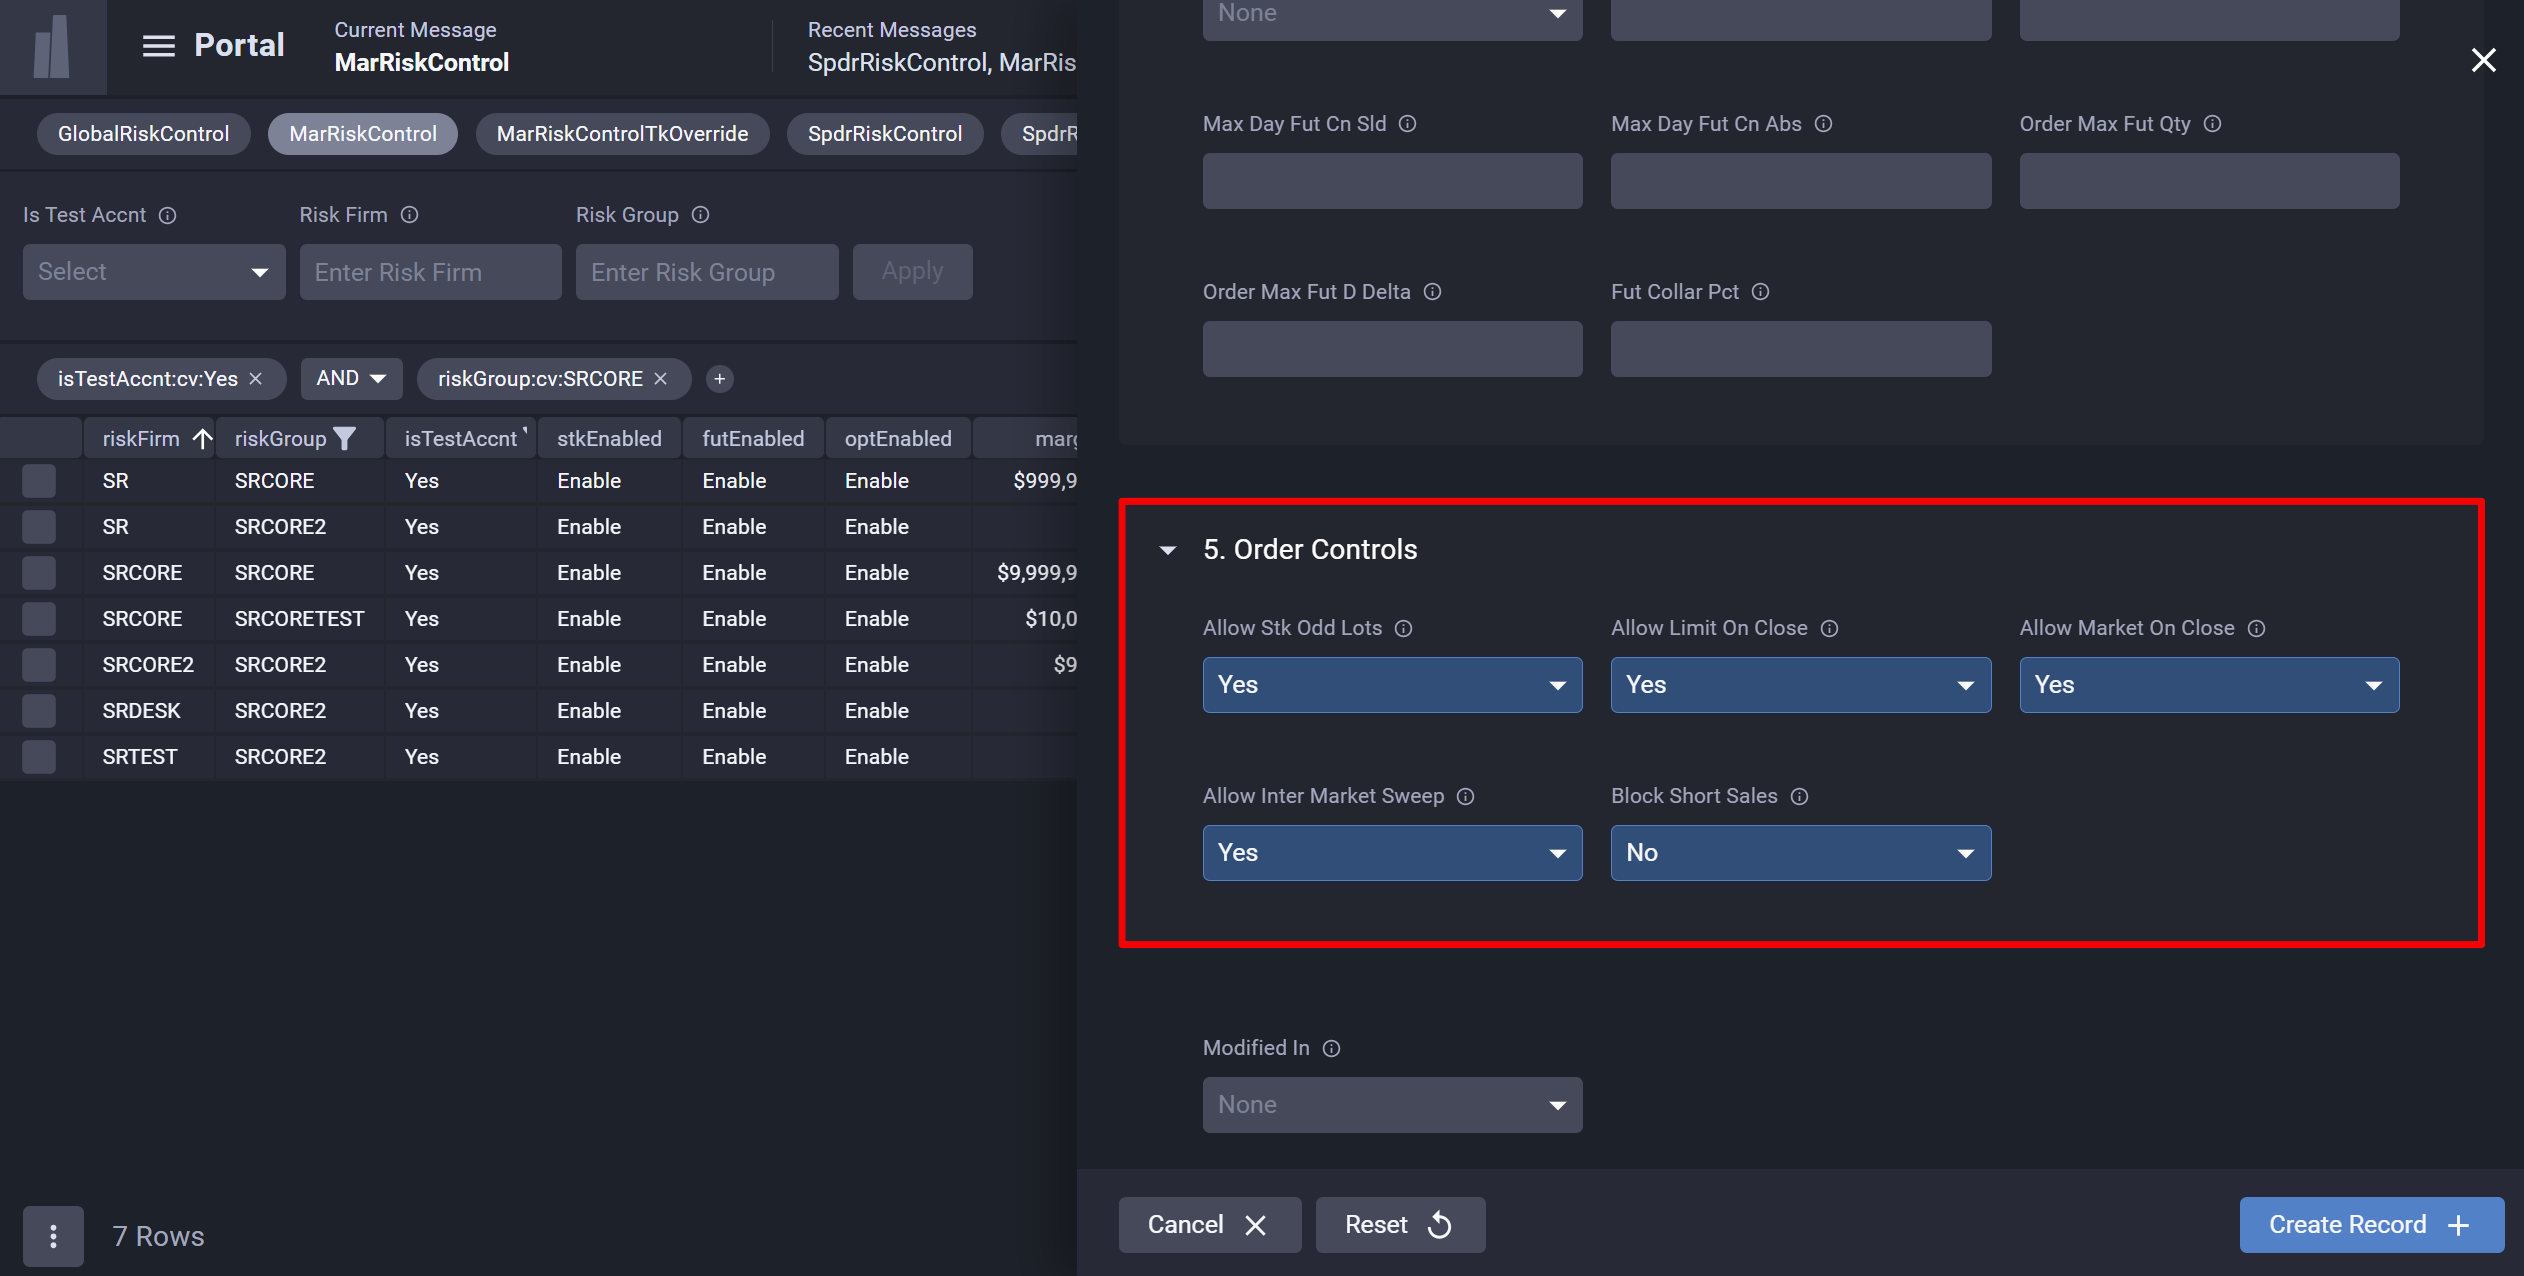 Portal
Current Message
MarRiskControl
Recent Messages
SpdrRiskControl, MarRis
GlobalRiskControl
MarRiskControl
MarRiskControlTkOverride
SpdrRiskControl
SpdrR
Is Test Accnt
Risk Firm
Risk Group
Select
Enter Risk Firm
Enter Risk Group
Apply
isTestAccnt:cv:Yes
AND
riskGroup:cv:SRCORE
riskFirm riskGroup isTestAccnt stkEnabled futEnabled optEnabled marg
SR SRCORE Yes Enable Enable Enable $999,9
SR SRCORE2 Yes Enable Enable Enable
SRCORE SRCORE Yes Enable Enable Enable $9,999,9
SRCORE SRCORETEST Yes Enable Enable Enable $10,0
SRCORE2 SRCORE2 Yes Enable Enable Enable $9
SRDESK SRCORE2 Yes Enable Enable Enable
SRTEST SRCORE2 Yes Enable Enable Enable
7 Rows
None
Max Day Fut Cn Sld
Max Day Fut Cn Abs
Order Max Fut Qty
Order Max Fut D Delta
Fut Collar Pct
5. Order Controls
Allow Stk Odd Lots
Allow Limit On Close
Allow Market On Close
Yes
Yes
Yes
Allow Inter Market Sweep
Block Short Sales
Yes
No
Modified In
None
Cancel
Reset
Create Record